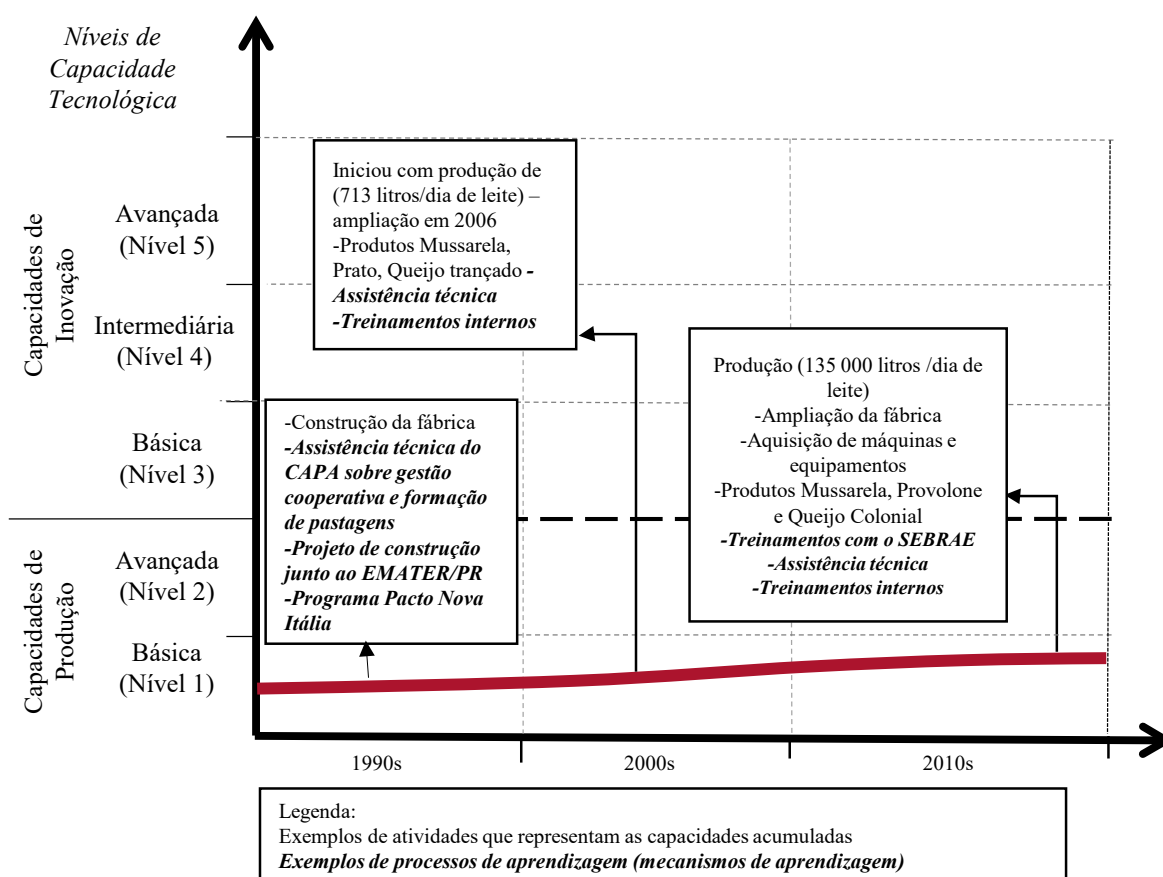 Níveis de
Capacidade
Tecnológica
Capacidades de
Inovação
Avançada
(Nível 5)
Intermediária
(Nível 4)
Básica
(Nível 3)
Capacidades de
Produção
Avançada
(Nível 2)
Básica
(Nível 1)
Iniciou com produção de
(713 litros/dia de leite) –
ampliação em 2006
-Produtos Mussarela,
Prato, Queijo trançado -
Assistência técnica
-Treinamentos internos
-Construção da fábrica
-Assistência técnica do
CAPA sobre gestão
cooperativa e formação
de pastagens
-Projeto de construção
junto ao EMATER/PR
-Programa Pacto Nova
Itália
Produção (135 000 litros /dia de
leite)
-Ampliação da fábrica
-Aquisição de máquinas e
equipamentos
-Produtos Mussarela, Provolone
e Queijo Colonial
-Treinamentos com o SEBRAE
-Assistência técnica
-Treinamentos internos
1990s
2000s
2010s
Legenda:
Exemplos de atividades que representam as capacidades acumuladas
Exemplos de processos de aprendizagem (mecanismos de aprendizagem)